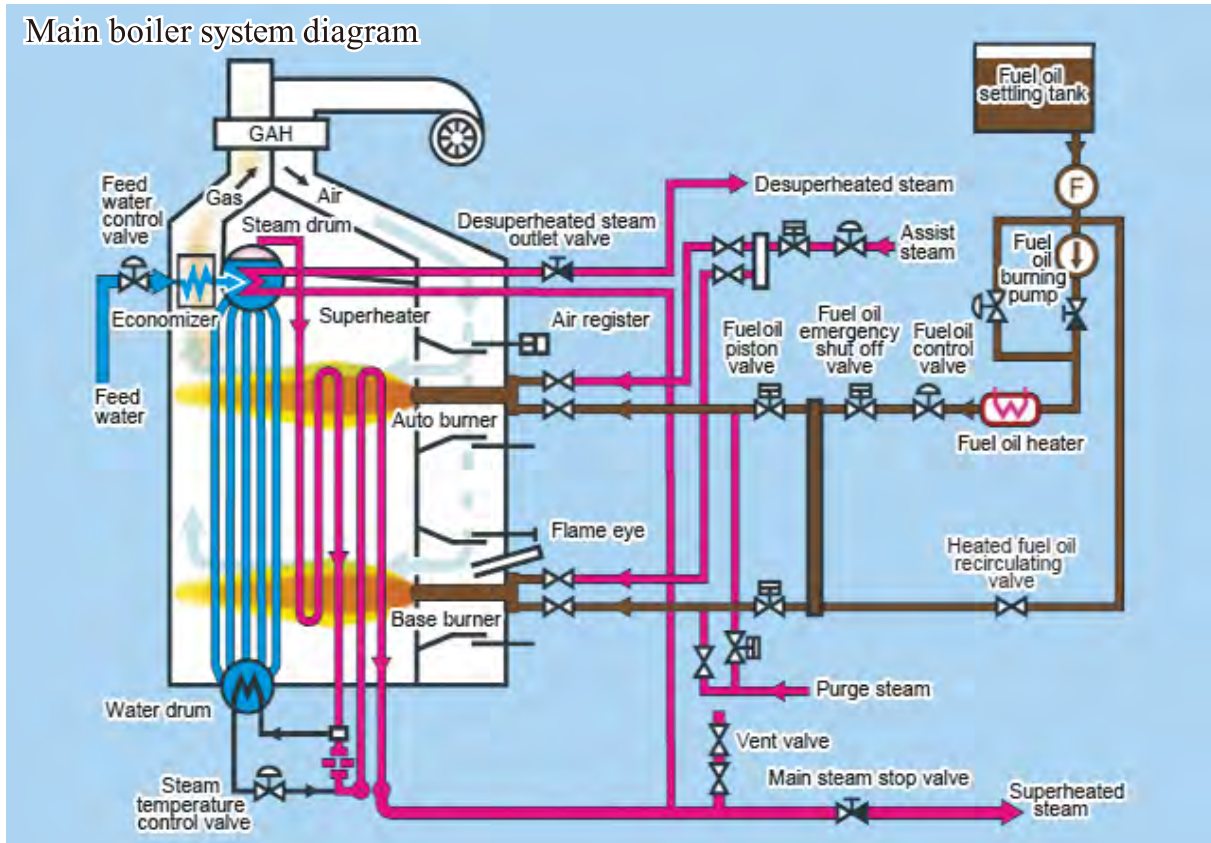 Main boiler system diagram
Fuel oil
settling tank
GAH
F
Feed
water
control
valve
Gas
Air
Steam drum
Desuperheated steam
outlet valve
Desuperheated steam
Assist
steam
Fuel
oil
burning
pump
Economizer
Superheater
Air register
Fuel oil
piston
valve
Fuel oil
emergency
shut off
valve
Fuel oil
control
valve
Feed
water
Auto burner
Fuel oil heater
Flame eye
Heated fuel oil
recirculating
valve
Base burner
Purge steam
Water drum
Vent valve
Steam
temperature
control valve
Main steam stop valve
Superheated
steam